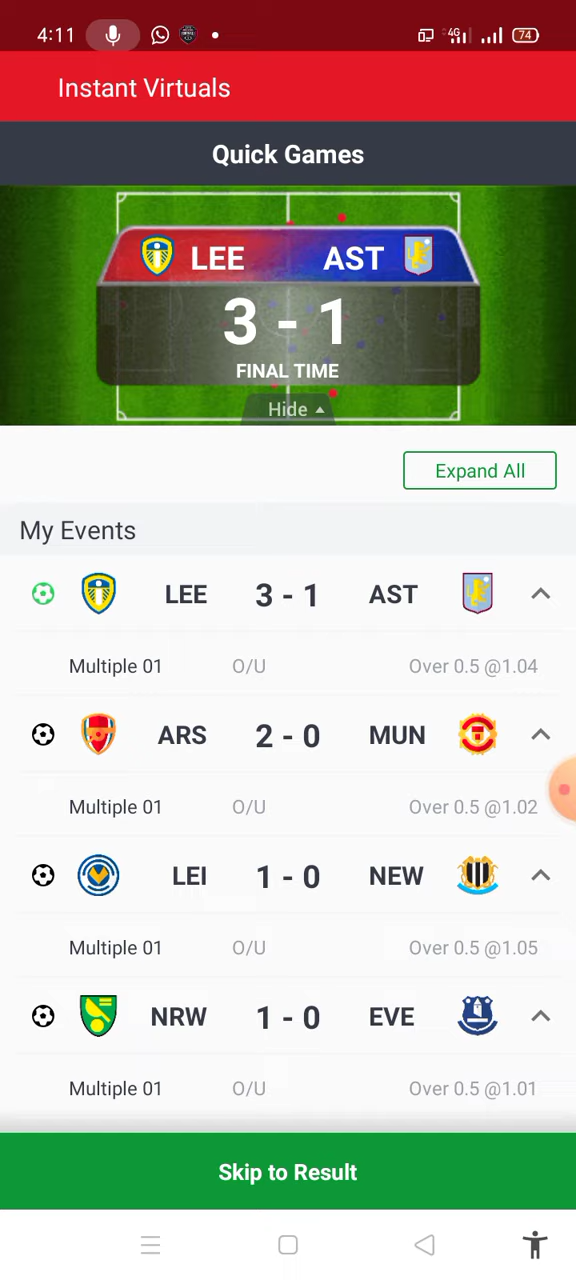 4:11 4G 74
Instant Virtuals
Quick Games
LEE AST
3 - 1
FINAL TIME
Hide
Expand All
My Events
LEE 3 - 1 AST
Multiple 01 O/U Over 0.5 @1.04
ARS 2 - 0 MUN
Multiple 01 O/U Over 0.5 @1.02
LEI 1 - 0 NEW
Multiple 01 O/U Over 0.5 @1.05
NRW 1 - 0 EVE
Multiple 01 O/U Over 0.5 @1.01
Skip to Result